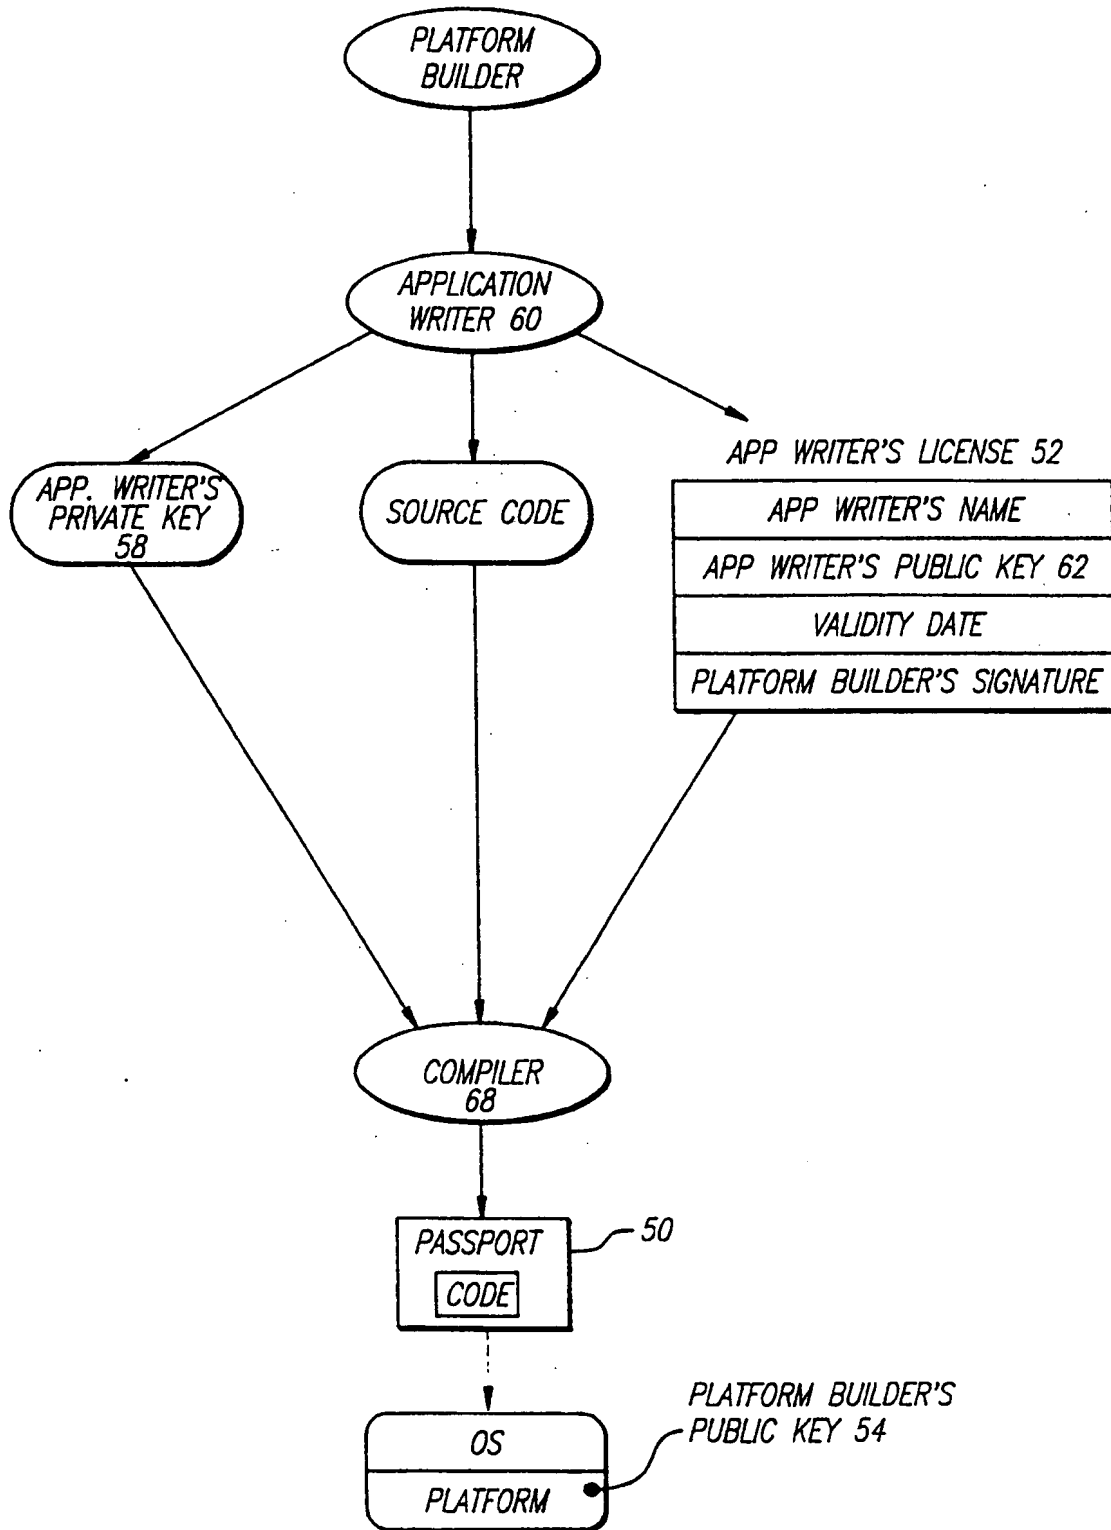 PLATFORM
BUILDER
APPLICATION
WRITER 60
APP. WRITER'S
PRIVATE KEY
58
SOURCE CODE
APP WRITER'S LICENSE 52
APP WRITER'S NAME
APP WRITER'S PUBLIC KEY 62
VALIDITY DATE
PLATFORM BUILDER'S SIGNATURE
COMPILER
68
PASSPORT
CODE
50
OS
PLATFORM
PLATFORM BUILDER'S
PUBLIC KEY 54